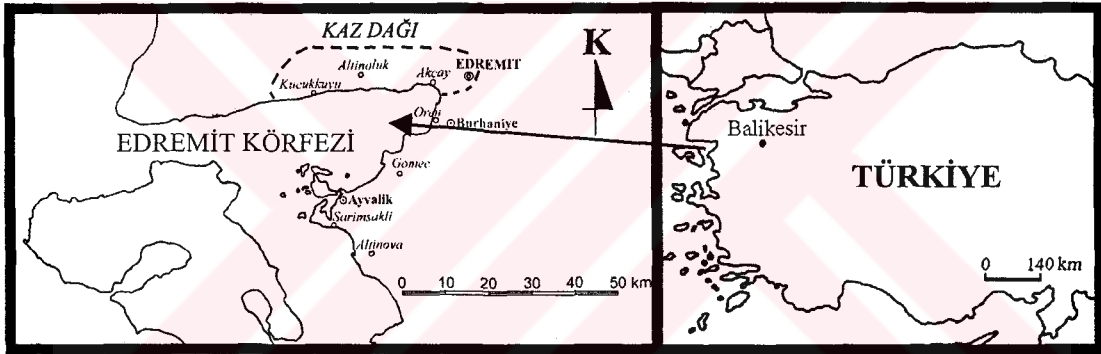 KAZ DAĞI
Altinoluk
Akçay
EDREMIT
Kucukkuyu
Oren
Burhaniye
EDREMİT KÖRFEZİ
Gomec
Ayvalik
Sarimsakli
Altinova
0 10 20 30 40 50 km
K
Balikesir
TÜRKİYE
0 140 km